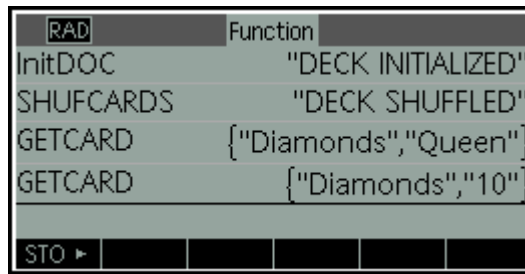 RAD Function
InitDOC "DECK INITIALIZED"
SHUFCARDS "DECK SHUFFLED"
GETCARD {"Diamonds","Queen"}
GETCARD {"Diamonds","10"}
STO ►